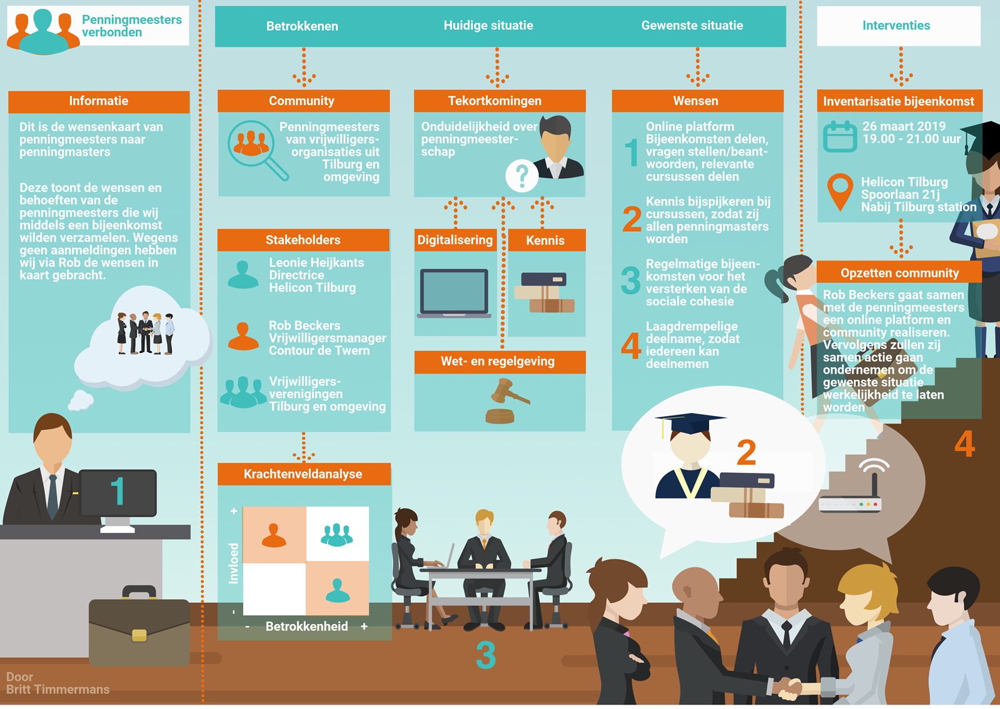 Penningmeesters
verbonden
Betrokkenen
Huidige situatie
Gewenste situatie
Interventies
Informatie
Dit is de wensenkaart van
penningmeesters naar
penningmasters
Deze toont de wensen en
behoeften van de
penningmeesters die wij
middels een bijeenkomst
wilden verzamelen. Wegens
geen aanmeldingen hebben
wij via Rob de wensen in
kaart gebracht.
1
Door
Britt Timmermans
Community
Penningmeesters
van vrijwilligers-
organisaties uit
Tilburg en
omgeving
Stakeholders
Leonie Heijkants
Directrice
Helicon Tilburg
Rob Beckers
Vrijwilligersmanager
Contour de Twern
Vrijwilligers-
verenigingen
Tilburg en omgeving
Krachtenveldanalyse
+
Invloed
-
- Betrokkenheid +
Tekortkomingen
Onduidelijkheid over
penningmeester-
schap
?
Digitalisering
Kennis
Wet- en regelgeving
3
Wensen
1
Online platform
Bijeenkomsten delen,
vragen stellen/beant-
woorden, relevante
cursussen delen
2
Kennis bijspijkeren bij
cursussen, zodat zij
allen penningmasters
worden
3
Regelmatige bijeen-
komsten voor het
versterken van de
sociale cohesie
4
Laagdrempelige
deelname, zodat
iedereen kan
deelnemen
2
Inventarisatie bijeenkomst
26 maart 2019
19.00 - 21.00 uur
Helicon Tilburg
Spoorlaan 21j
Nabij Tilburg station
Opzetten community
Rob Beckers gaat samen
met de penningmeesters
een online platform en
community realiseren.
Vervolgens zullen zij
samen actie gaan
ondernemen om de
gewenste situatie
werkelijkheid te laten
worden
4